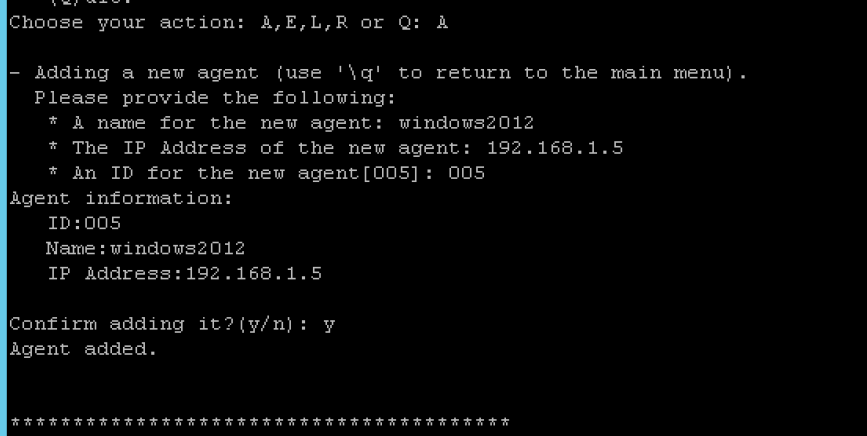 Choose your action: A,E,L,R or Q: A
- Adding a new agent (use '\q' to return to the main menu).
Please provide the following:
* A name for the new agent: windows2012
* The IP Address of the new agent: 192.168.1.5
* An ID for the new agent[005]: 005
Agent information:
ID:005
Name:windows2012
IP Address:192.168.1.5
Confirm adding it?(y/n): y
Agent added.
****************************************